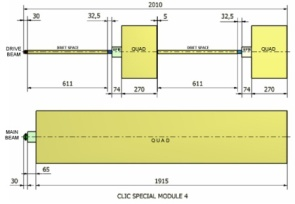 2010
30
32,5
5
32,5
DRIVE BEAM
QUAD
QUAD
611
74
270
611
74
270
MAIN BEAM
QUAD
65
30
1915
CLIC SPECIAL MODULE 4